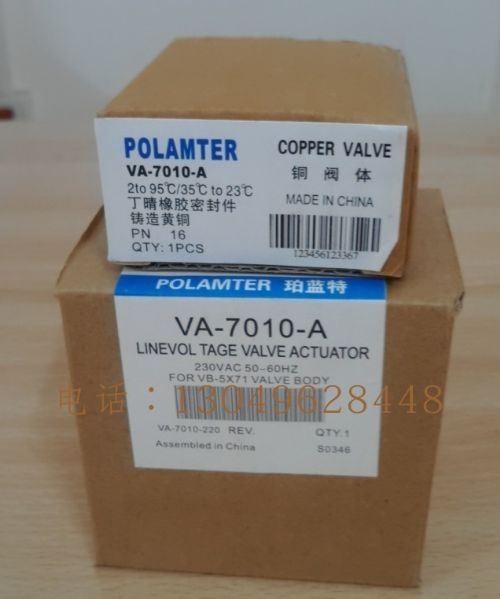 POLAMTER
VA-7010-A
2to 95℃/35℃ to 23℃
丁晴橡胶密封件
铸造黄铜
PN 16
QTY: 1PCS
COPPER VALVE
铜 阀 体
MADE IN CHINA
123456123367
POLAMTER 珀蓝特
VA-7010-A
LINEVOL TAGE VALVE ACTUATOR
230VAC 50-60HZ
FOR VB-5X71 VALVE BODY
电话：13049628448
VA-7010-220 REV. QTY.1
Assembled in China S0346